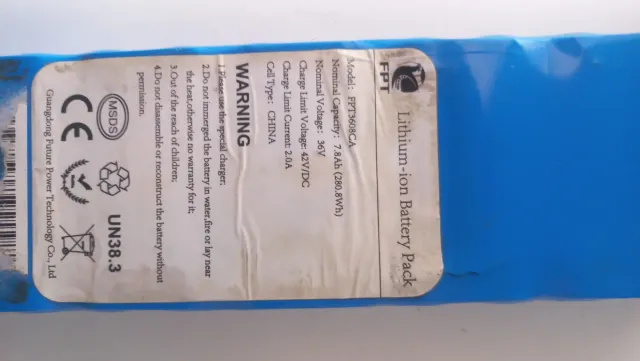 FPT
Lithium-ion Battery Pack
Model: FPT3608CA
Nominal Capacity: 7.8Ah (280.8Wh)
Nominal Voltage: 36V
Charge Limit Voltage: 42V/DC
Charge Limit Current: 2.0A
Cell Type: CHINA
WARNING
1.Please use the special charger;
2.Do not immerged the battery in water,fire or lay near
the heat,otherwise no warranty for it;
3.Out of the reach of children;
4.Do not disassemble or reconstruct the battery without
permission.
CE
MSDS
UN38.3
Guangdong Future Power Technology Co., Ltd